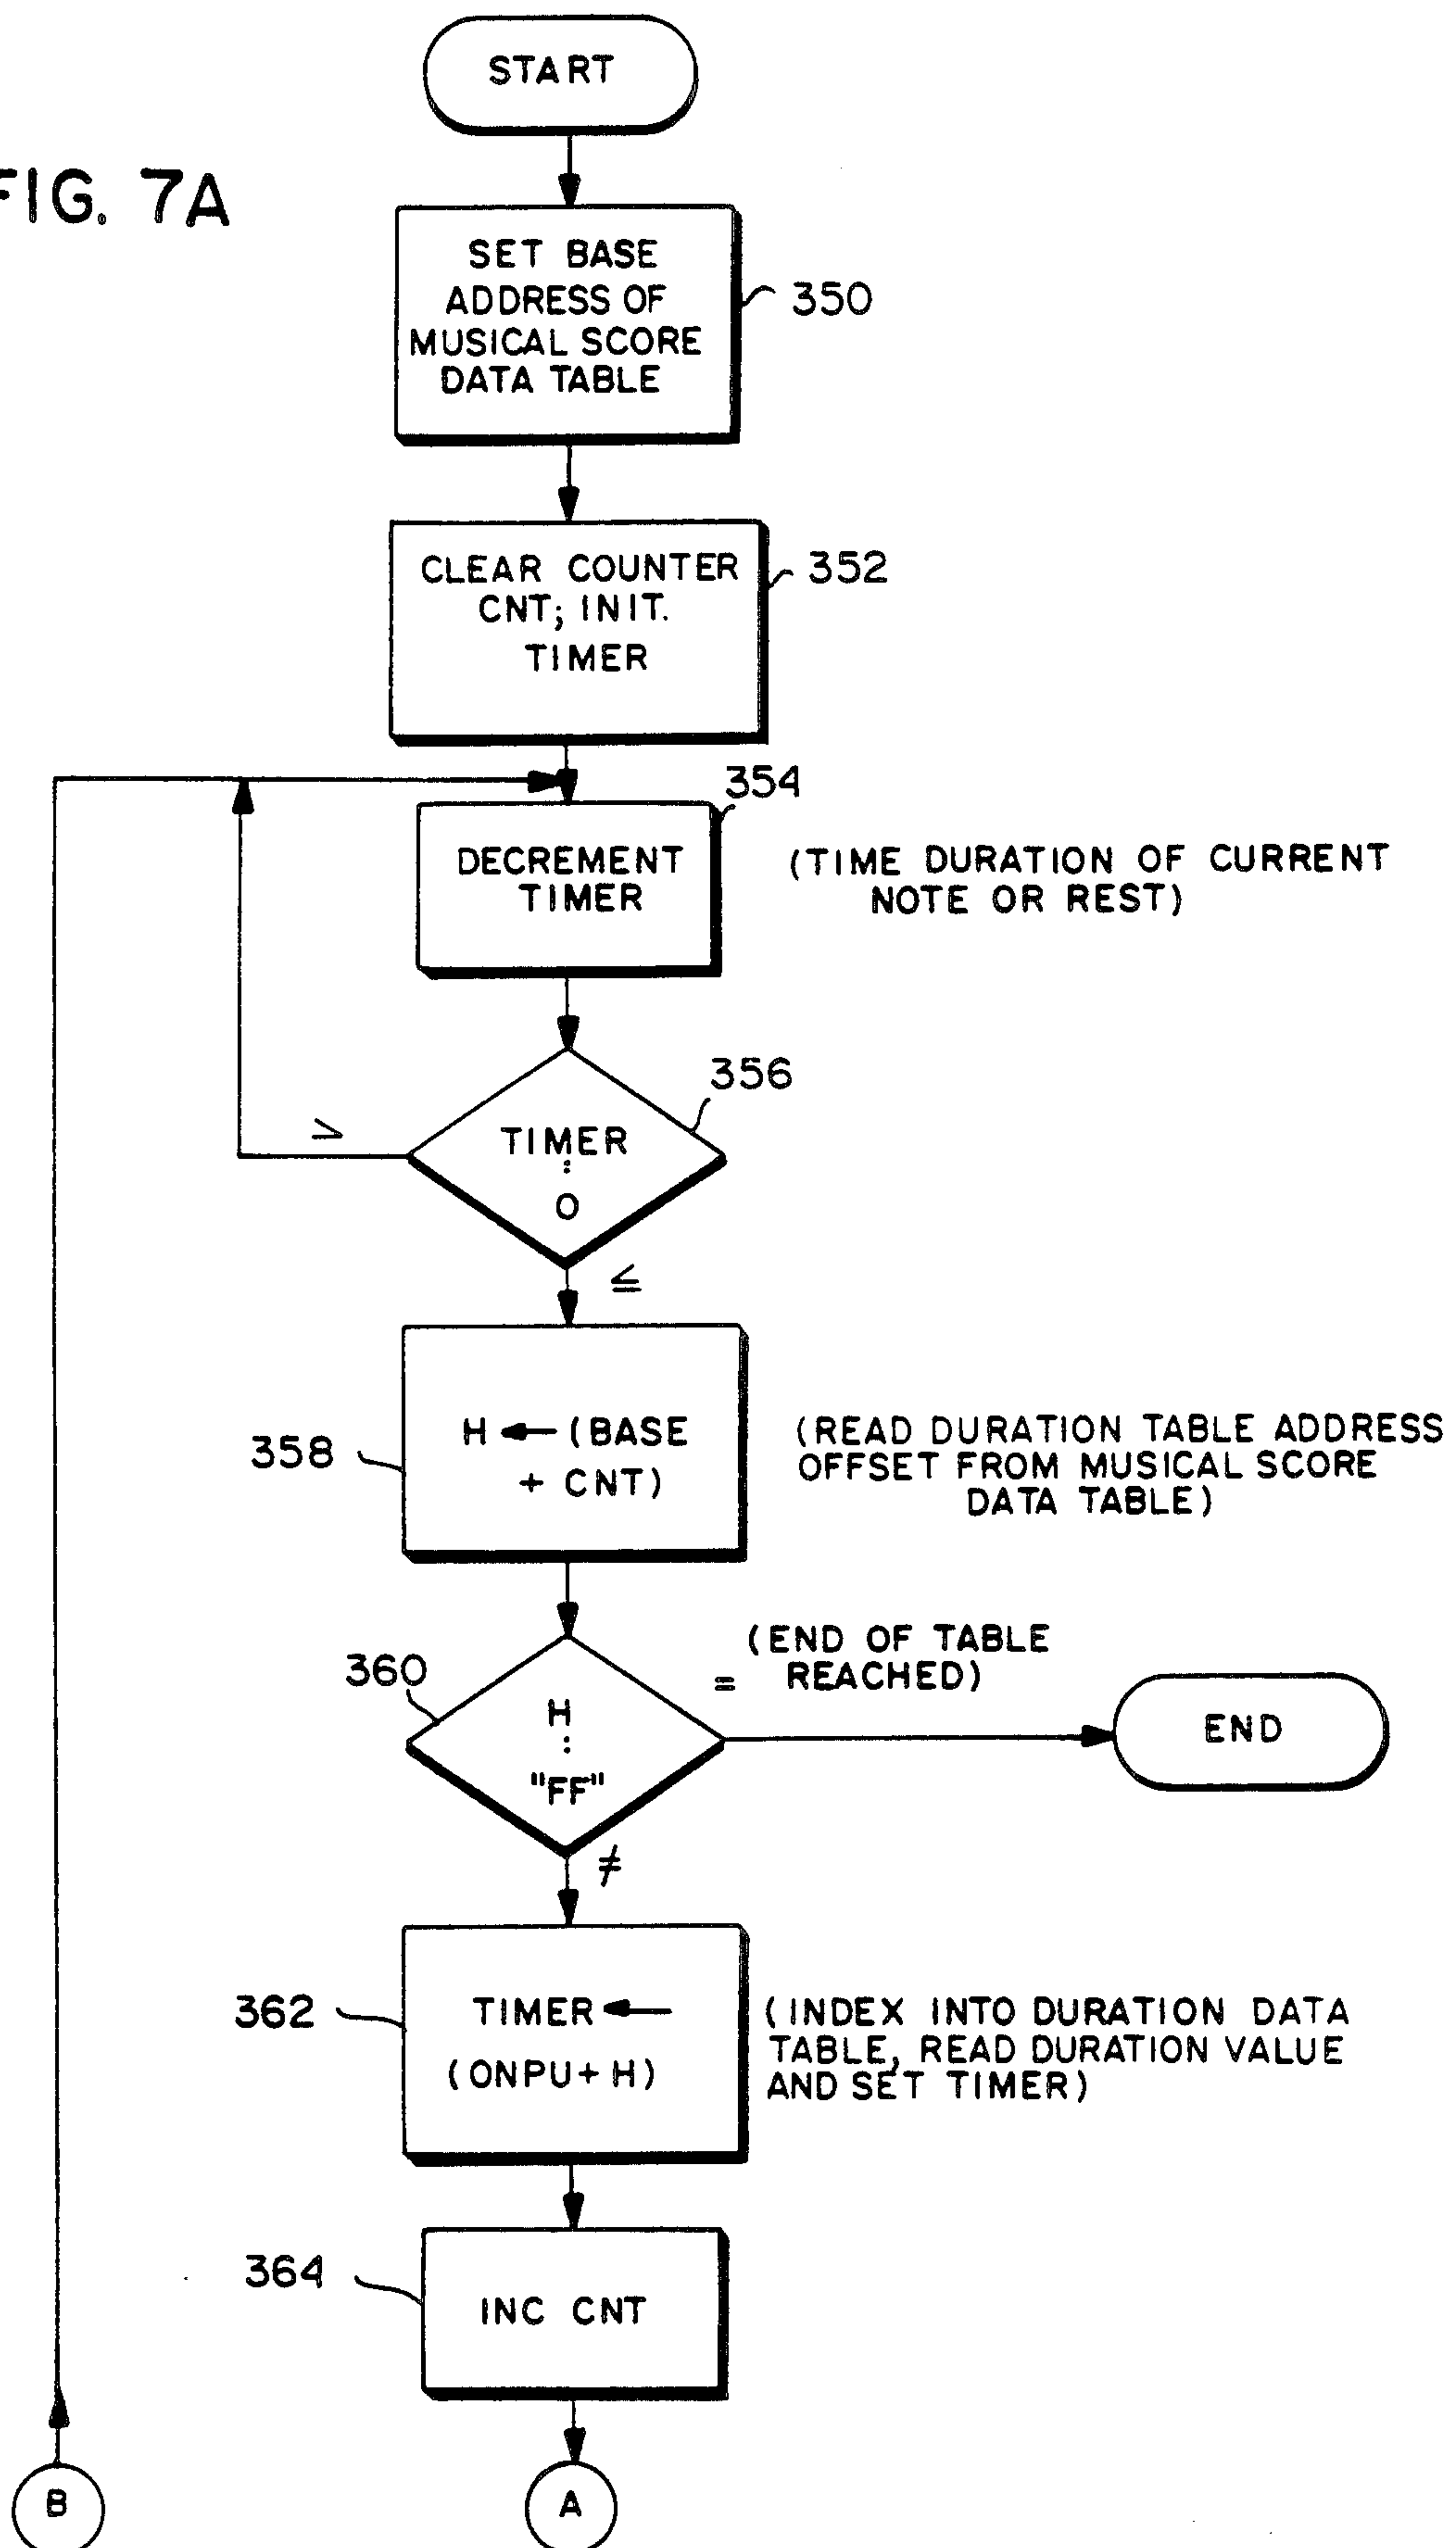 START
FIG. 7A
SET BASE
ADDRESS OF
MUSICAL SCORE
DATA TABLE
350
CLEAR COUNTER
CNT; INIT.
TIMER
352
354
DECREMENT
TIMER
(TIME DURATION OF CURRENT
NOTE OR REST)
356
TIMER
:
0
>
≤
358
H ← (BASE
+ CNT)
(READ DURATION TABLE ADDRESS
OFFSET FROM MUSICAL SCORE
DATA TABLE)
360
H
:
"FF"
=
(END OF TABLE
REACHED)
END
≠
362
TIMER ←
(ONPU + H)
(INDEX INTO DURATION DATA
TABLE, READ DURATION VALUE
AND SET TIMER)
364
INC CNT
B
A